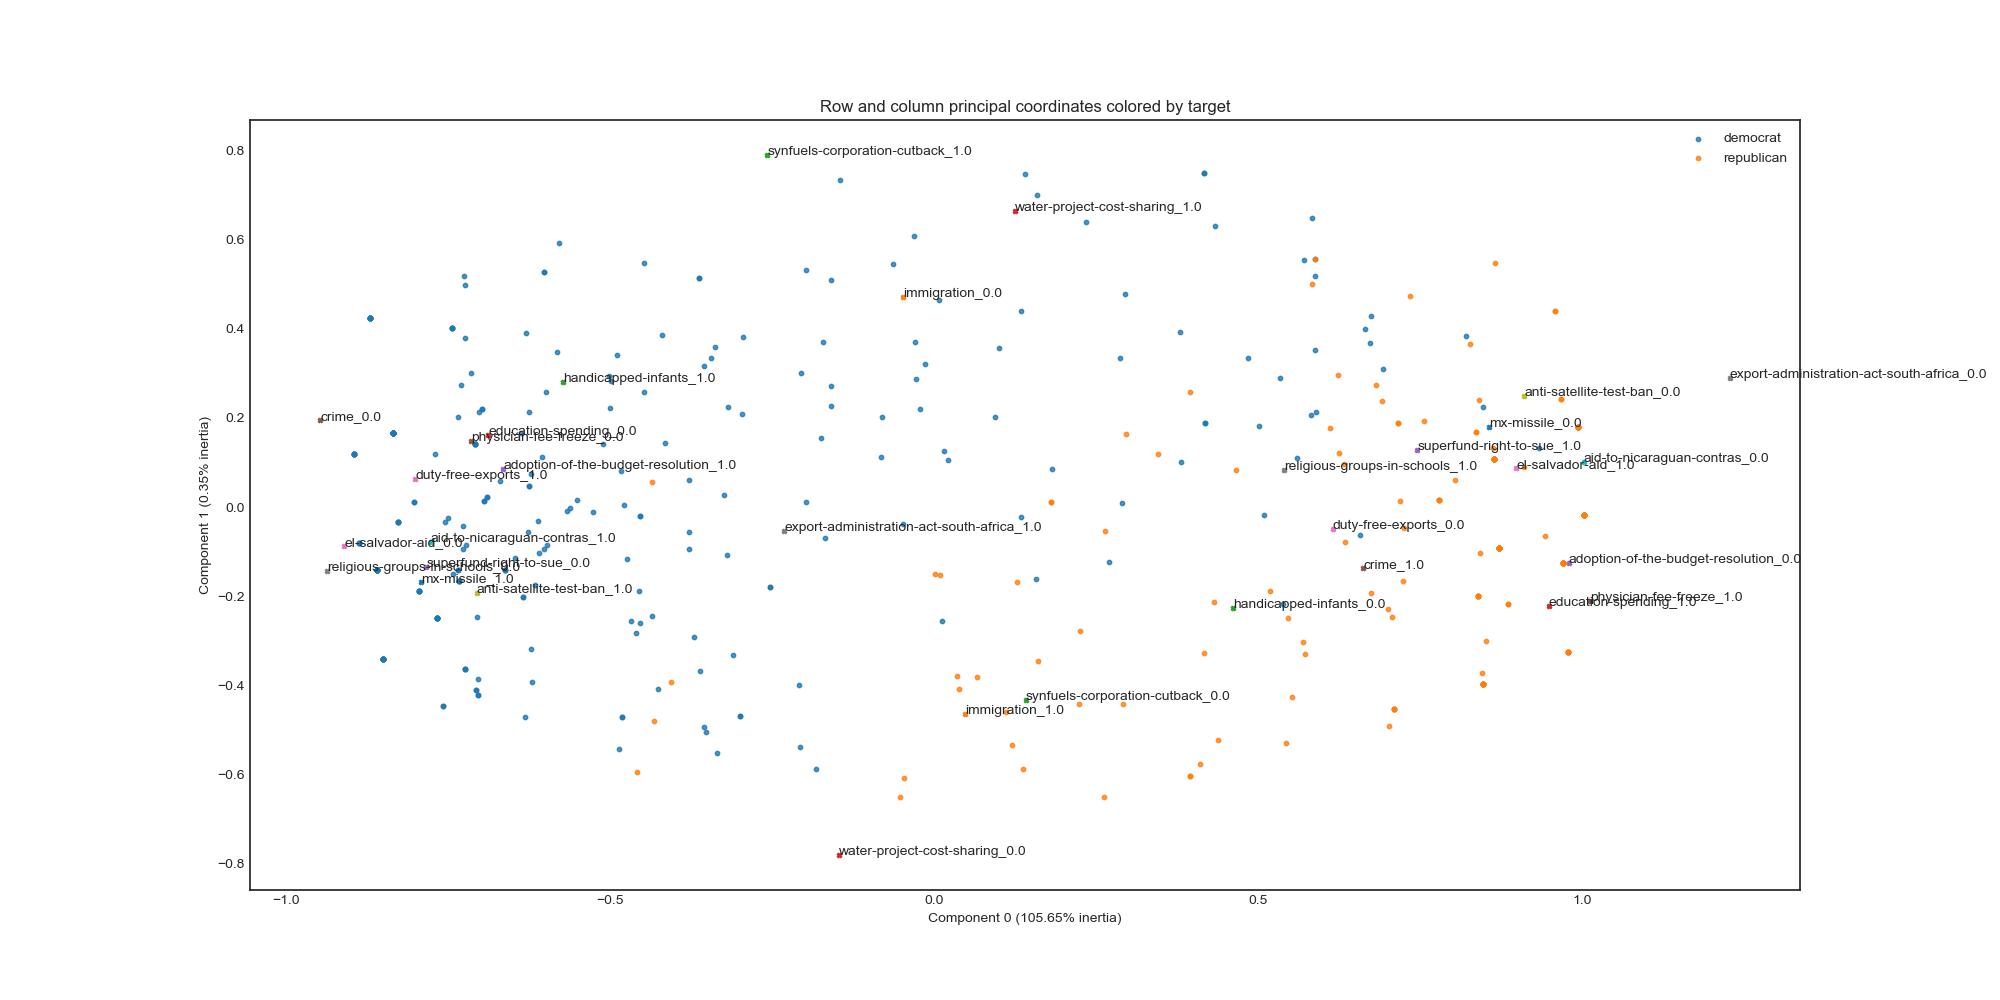 Row and column principal coordinates colored by target
democrat
republican
0.8
0.6
0.4
0.2
0.0
−0.2
−0.4
−0.6
−0.8
Component 1 (0.35% inertia)
synfuels-corporation-cutback_1.0
water-project-cost-sharing_1.0
immigration_0.0
handicapped-infants_1.0
export-administration-act-south-africa_0.0
anti-satellite-test-ban_0.0
crime_0.0
mx-missile_0.0
education-spending_0.0
physician-fee-freeze_0.0
superfund-right-to-sue_1.0
adoption-of-the-budget-resolution_1.0
religious-groups-in-schools_1.0
el-salvador-aid_1.0
aid-to-nicaraguan-contras_0.0
duty-free-exports_1.0
export-administration-act-south-africa_1.0
duty-free-exports_0.0
aid-to-nicaraguan-contras_1.0
el-salvador-aid_0.0
superfund-right-to-sue_0.0
religious-groups-in-schools_0.0
crime_1.0
adoption-of-the-budget-resolution_0.0
mx-missile_1.0
anti-satellite-test-ban_1.0
handicapped-infants_0.0
physician-fee-freeze_1.0
education-spending_1.0
synfuels-corporation-cutback_0.0
immigration_1.0
water-project-cost-sharing_0.0
−1.0
−0.5
0.0
0.5
1.0
Component 0 (105.65% inertia)